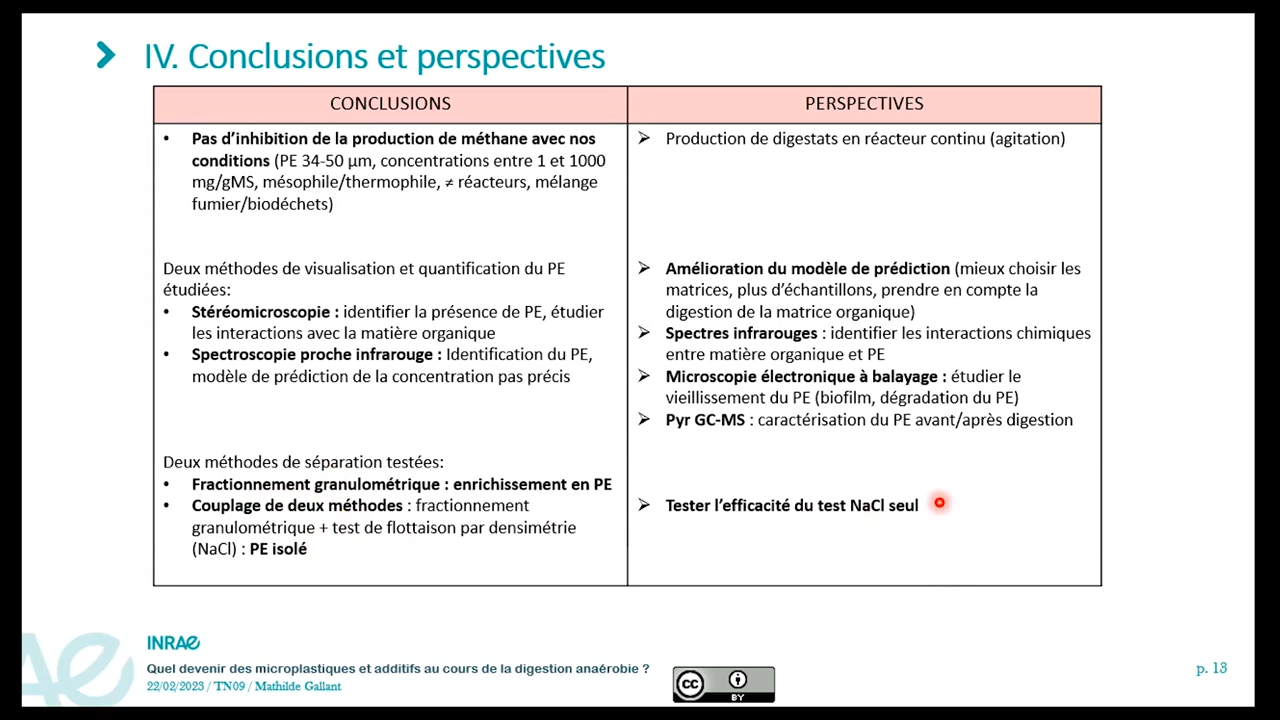 IV. Conclusions et perspectives
CONCLUSIONS
PERSPECTIVES
• Pas d'inhibition de la production de méthane avec nos
conditions (PE 34-50 µm, concentrations entre 1 et 1000
mg/gMS, mésophile/thermophile, ≠ réacteurs, mélange
fumier/biodéchets)
➢ Production de digestats en réacteur continu (agitation)
Deux méthodes de visualisation et quantification du PE
étudiées:
• Stéréomicroscopie : identifier la présence de PE, étudier
les interactions avec la matière organique
• Spectroscopie proche infrarouge : Identification du PE,
modèle de prédiction de la concentration pas précis
➢ Amélioration du modèle de prédiction (mieux choisir les
matrices, plus d'échantillons, prendre en compte la
digestion de la matrice organique)
➢ Spectres infrarouges : identifier les interactions chimiques
entre matière organique et PE
➢ Microscopie électronique à balayage : étudier le
vieillissement du PE (biofilm, dégradation du PE)
➢ Pyr GC-MS : caractérisation du PE avant/après digestion
Deux méthodes de séparation testées:
• Fractionnement granulométrique : enrichissement en PE
• Couplage de deux méthodes : fractionnement
granulométrique + test de flottaison par densimétrie
(NaCl) : PE isolé
➢ Tester l'efficacité du test NaCl seul
INRAE
Quel devenir des microplastiques et additifs au cours de la digestion anaérobie ?
22/02/2023 / TN09 / Mathilde Gallant
cc
BY
p. 13